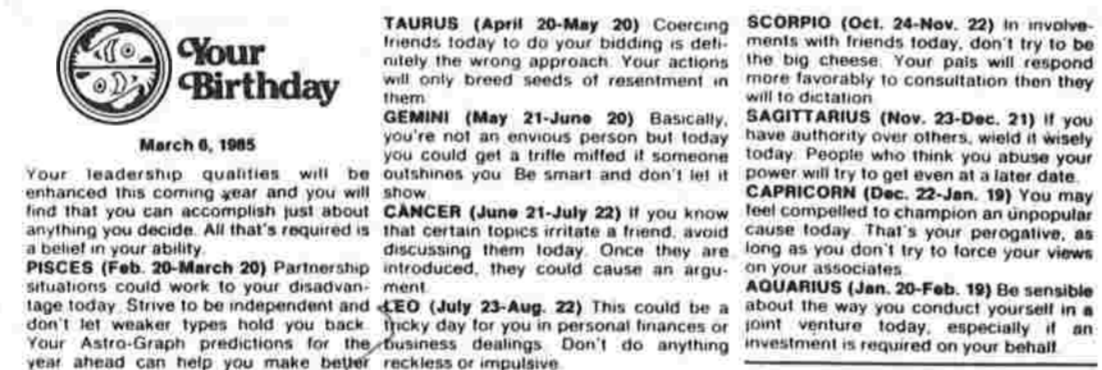 Your
Birthday
March 6, 1985
Your leadership qualities will be
enhanced this coming year and you will
find that you can accomplish just about
anything you decide. All that's required is
a belief in your ability.
PISCES (Feb. 20-March 20) Partnership
situations could work to your disadvan-
tage today. Strive to be independent and
don't let weaker types hold you back.
Your Astro-Graph predictions for the
year ahead can help you make better
TAURUS (April 20-May 20) Coercing
friends today to do your bidding is defi-
nitely the wrong approach. Your actions
will only breed seeds of resentment in
them.
GEMINI (May 21-June 20) Basically,
you're not an envious person but today
you could get a trifle miffed if someone
outshines you. Be smart and don't let it
show.
CANCER (June 21-July 22) If you know
that certain topics irritate a friend, avoid
discussing them today. Once they are
introduced, they could cause an argu-
ment.
LEO (July 23-Aug. 22) This could be a
tricky day for you in personal finances or
business dealings. Don't do anything
reckless or impulsive.
SCORPIO (Oct. 24-Nov. 22) In involve-
ments with friends today, don't try to be
the big cheese. Your pals will respond
more favorably to consultation then they
will to dictation.
SAGITTARIUS (Nov. 23-Dec. 21) If you
have authority over others, wield it wisely
today. People who think you abuse your
power will try to get even at a later date.
CAPRICORN (Dec. 22-Jan. 19) You may
feel compelled to champion an unpopular
cause today. That's your perogative, as
long as you don't try to force your views
on your associates.
AQUARIUS (Jan. 20-Feb. 19) Be sensible
about the way you conduct yourself in a
joint venture today, especially if an
investment is required on your behalf.